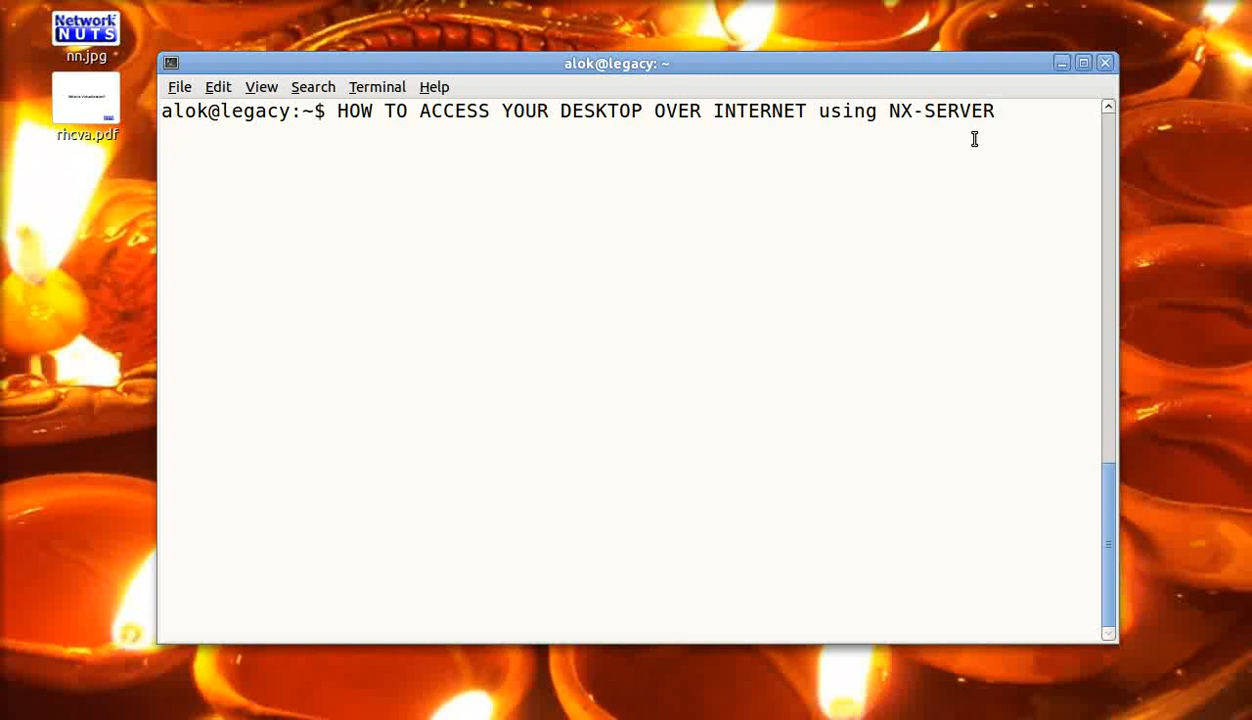 Network
NUTS
nn.jpg
rhcva.pdf
alok@legacy: ~
File Edit View Search Terminal Help
alok@legacy:~$ HOW TO ACCESS YOUR DESKTOP OVER INTERNET using NX-SERVER